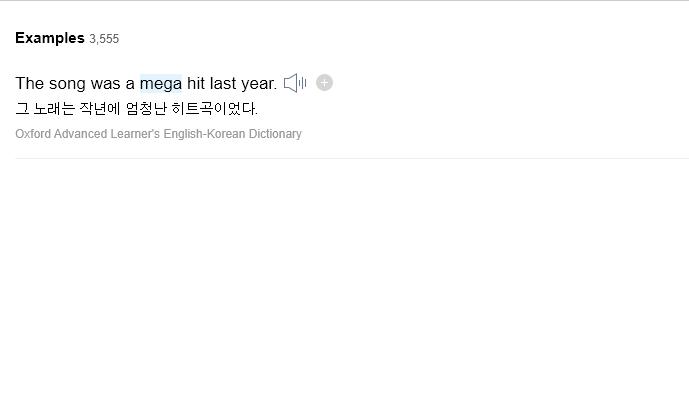 Examples 3,555
The song was a mega hit last year.
그 노래는 작년에 엄청난 히트곡이었다.
Oxford Advanced Learner's English-Korean Dictionary